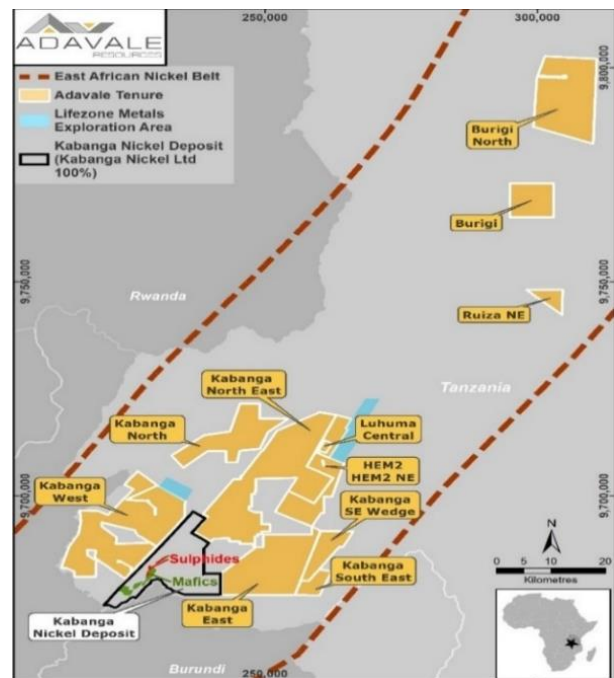 ADAVALE
RESOURCES
East African Nickel Belt
Adavale Tenure
Lifezone Metals
Exploration Area
Kabanga Nickel Deposit
(Kabanga Nickel Ltd
100%)
250,000
300,000
9,800,000
Burigi
North
Burigi
9,750,000
9,750,000
Ruiza NE
Rwanda
Tanzania
Kabanga
North East
Kabanga
North
Luhuma
Central
HEM2
HEM2 NE
Kabanga
West
9,700,000
9,700,000
Kabanga
SE Wedge
Sulphides
Mafics
Kabanga
South East
Kabanga
Nickel Deposit
Kabanga
East
N
0 5 10 20
Kilometres
Burundi
250,000